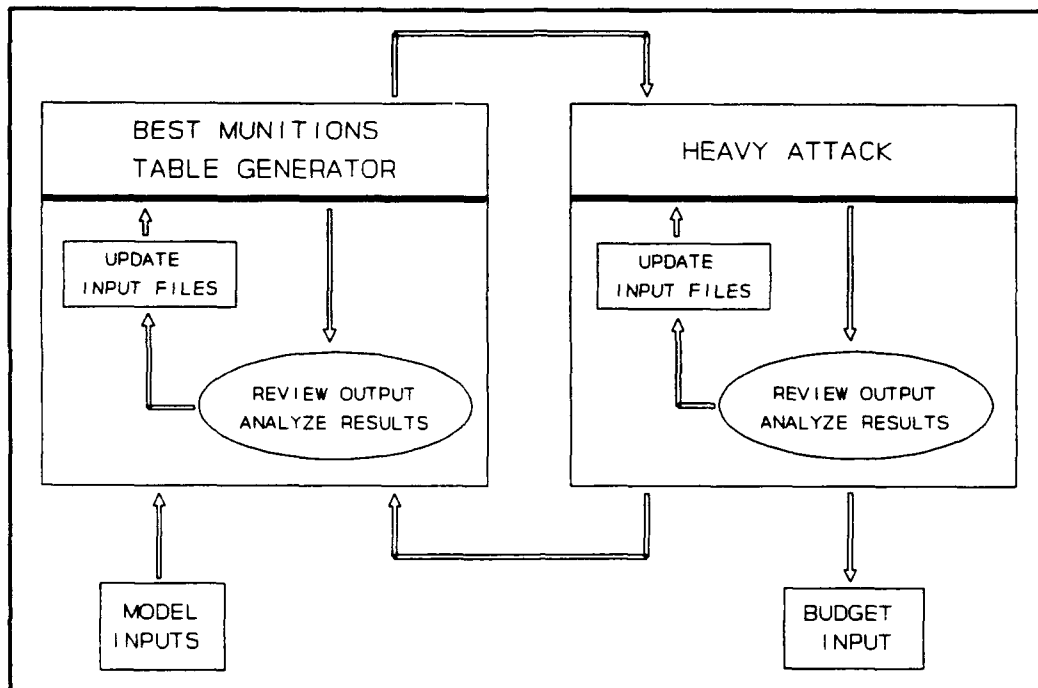 BEST MUNITIONS
TABLE GENERATOR
UPDATE
INPUT FILES
REVIEW OUTPUT
ANALYZE RESULTS
MODEL
INPUTS
HEAVY ATTACK
UPDATE
INPUT FILES
REVIEW OUTPUT
ANALYZE RESULTS
BUDGET
INPUT